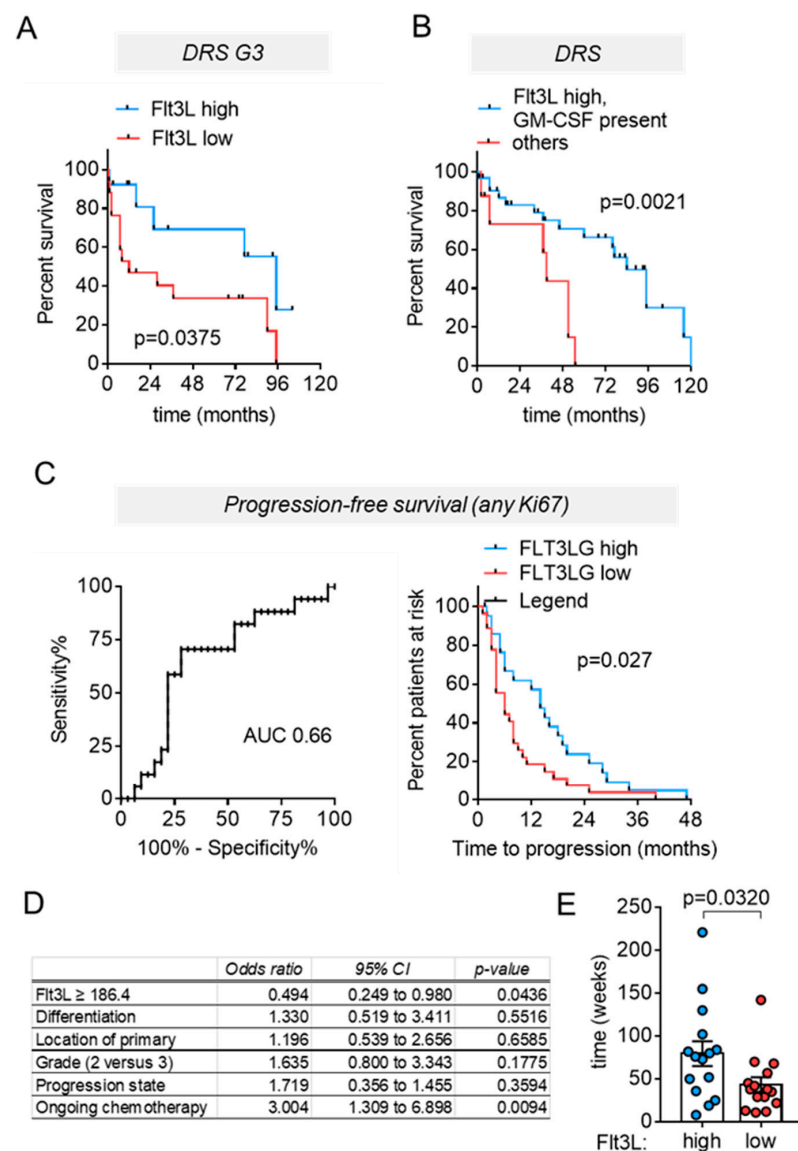 A
DRS G3
Flt3L high
Flt3L low
Percent survival
100
80
60
40
20
0
p=0.0375
0 24 48 72 96 120
time (months)
B
DRS
Flt3L high,
GM-CSF present
others
Percent survival
100
80
60
40
20
0
p=0.0021
0 24 48 72 96 120
time (months)
C
Progression-free survival (any Ki67)
Sensitivity%
100
75
50
25
0
AUC 0.66
0 25 50 75 100
100% - Specificity%
FLT3LG high
FLT3LG low
Legend
Percent patients at risk
100
80
60
40
20
0
p=0.027
0 12 24 36 48
Time to progression (months)
D
Odds ratio 95% CI p-value
Flt3L ≥ 186.4 0.494 0.249 to 0.980 0.0436
Differentiation 1.330 0.519 to 3.411 0.5516
Location of primary 1.196 0.539 to 2.656 0.6585
Grade (2 versus 3) 1.635 0.800 to 3.343 0.1775
Progression state 1.719 0.356 to 1.455 0.3594
Ongoing chemotherapy 3.004 1.309 to 6.898 0.0094
E
p=0.0320
time (weeks)
250
200
150
100
50
0
Flt3L: high low